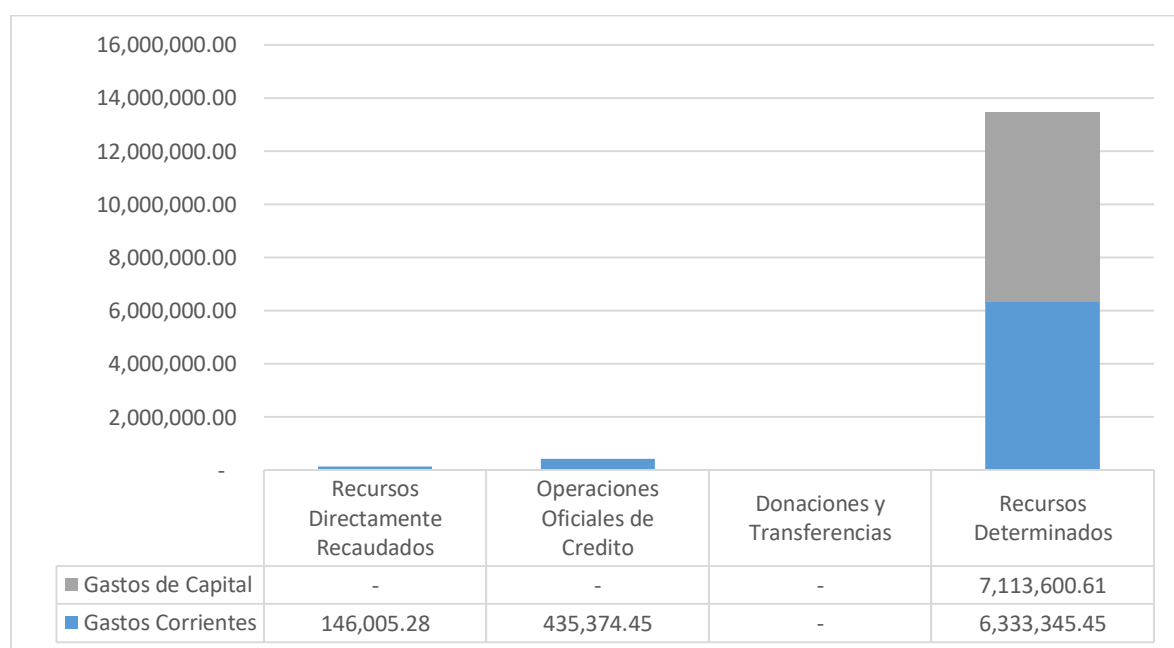 16,000,000.00
14,000,000.00
12,000,000.00
10,000,000.00
8,000,000.00
6,000,000.00
4,000,000.00
2,000,000.00
-
Recursos
Directamente
Recaudados
Operaciones
Oficiales de
Credito
Donaciones y
Transferencias
Recursos
Determinados
Gastos de Capital - - - 7,113,600.61
Gastos Corrientes 146,005.28 435,374.45 - 6,333,345.45